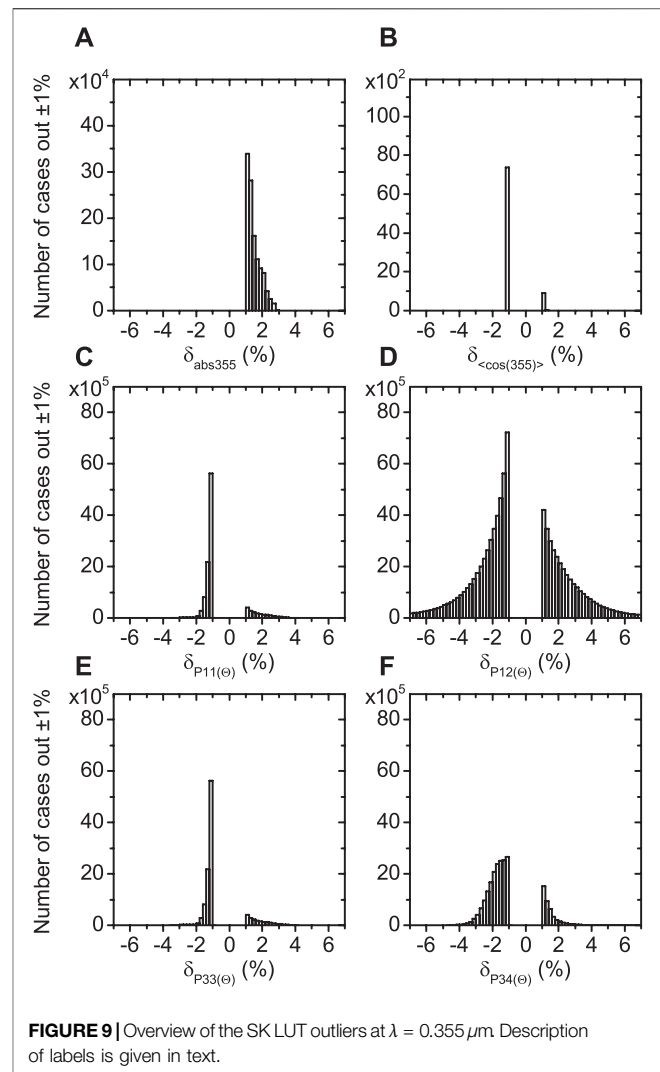 A
x10⁴
Number of cases out ±1%
40
30
20
10
0
-6 -4 -2 0 2 4 6
δabs355 (%)
B
x10²
100
80
60
40
20
0
-6 -4 -2 0 2 4 6
δ<cos(355)> (%)
C
x10⁵
Number of cases out ±1%
80
60
40
20
0
-6 -4 -2 0 2 4 6
δP11(Θ) (%)
D
x10⁵
80
60
40
20
0
-6 -4 -2 0 2 4 6
δP12(Θ) (%)
E
x10⁵
Number of cases out ±1%
80
60
40
20
0
-6 -4 -2 0 2 4 6
δP33(Θ) (%)
F
x10⁵
80
60
40
20
0
-6 -4 -2 0 2 4 6
δP34(Θ) (%)
FIGURE 9 | Overview of the SK LUT outliers at λ = 0.355 μm. Description
of labels is given in text.